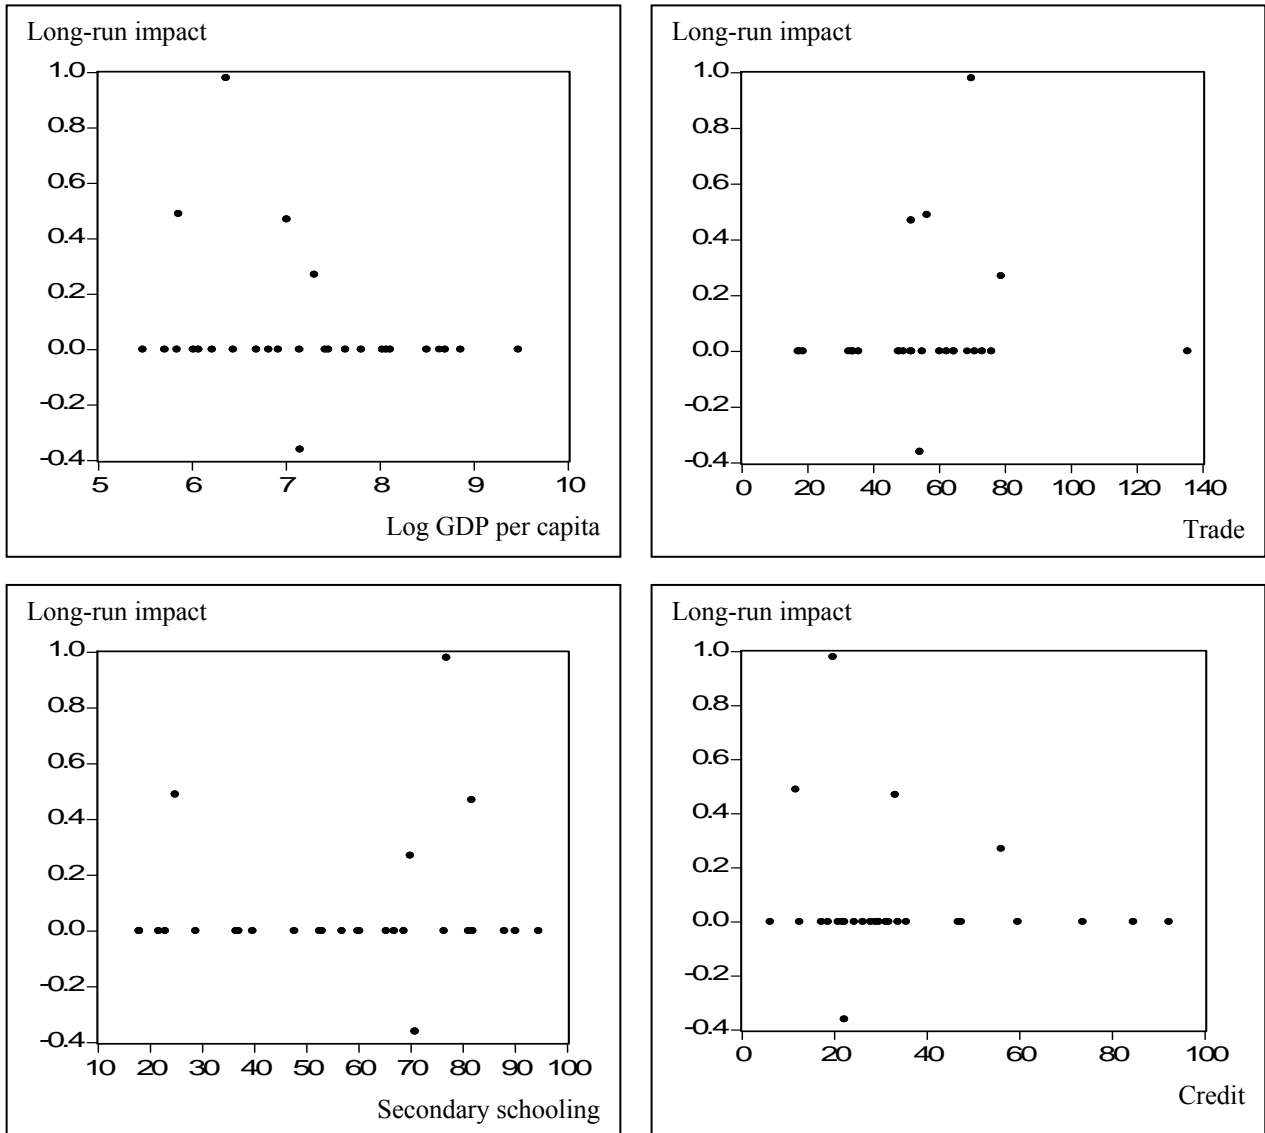 Long-run impact
1.0
0.8
0.6
0.4
0.2
0.0
-0.2
-0.4
5 6 7 8 9 10
Log GDP per capita
Long-run impact
1.0
0.8
0.6
0.4
0.2
0.0
-0.2
-0.4
0 20 40 60 80 100 120 140
Trade
Long-run impact
1.0
0.8
0.6
0.4
0.2
0.0
-0.2
-0.4
10 20 30 40 50 60 70 80 90 100
Secondary schooling
Long-run impact
1.0
0.8
0.6
0.4
0.2
0.0
-0.2
-0.4
0 20 40 60 80 100
Credit